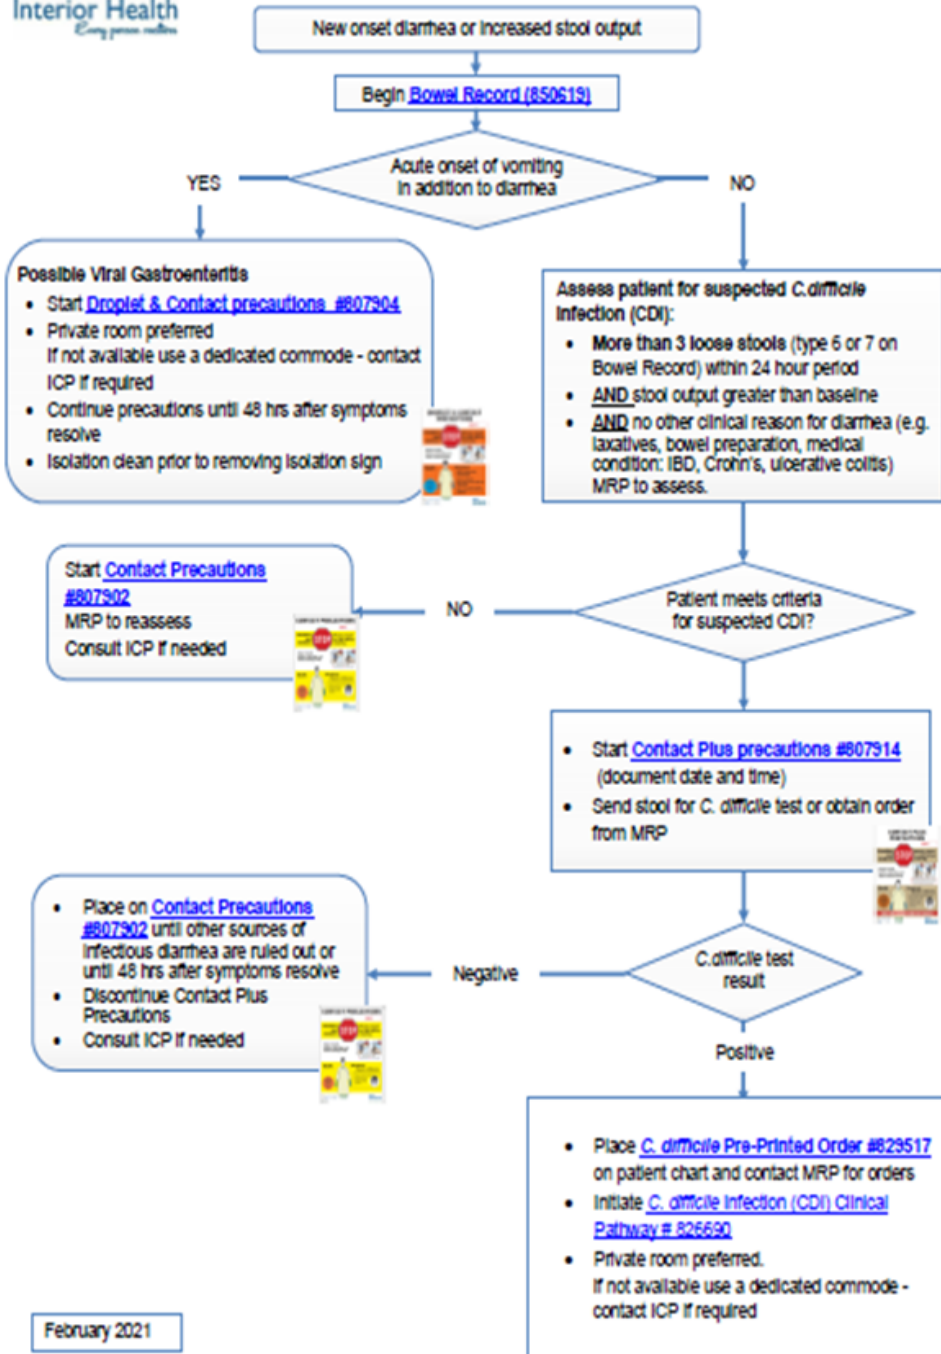 Interior Health
Every person matters
New onset diarrhea or increased stool output
Begin Bowel Record (850619)
Acute onset of vomiting
in addition to diarrhea
YES
NO
Possible Viral Gastroenteritis
• Start Droplet & Contact precautions #807904
• Private room preferred
If not available use a dedicated commode - contact
ICP if required
• Continue precautions until 48 hrs after symptoms
resolve
• Isolation clean prior to removing isolation sign
Assess patient for suspected C.difficile
infection (CDI):
• More than 3 loose stools (type 6 or 7 on
Bowel Record) within 24 hour period
• AND stool output greater than baseline
• AND no other clinical reason for diarrhea (e.g.
laxatives, bowel preparation, medical
condition: IBD, Crohn's, ulcerative colitis)
MRP to assess.
Patient meets criteria
for suspected CDI?
NO
Start Contact Precautions
#807902
MRP to reassess
Consult ICP if needed
STOP
STOP
• Start Contact Plus precautions #807914
(document date and time)
• Send stool for C. difficile test or obtain order
from MRP
STOP
C.difficile test
result
Negative
• Place on Contact Precautions
#807902 until other sources of
infectious diarrhea are ruled out or
until 48 hrs after symptoms resolve
• Discontinue Contact Plus
Precautions
• Consult ICP if needed
STOP
Positive
• Place C. difficile Pre-Printed Order #829517
on patient chart and contact MRP for orders
• Initiate C. difficile Infection (CDI) Clinical
Pathway # 826690
• Private room preferred.
If not available use a dedicated commode -
contact ICP if required
February 2021